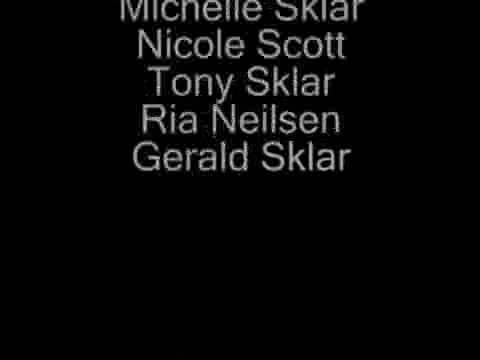 Michelle Sklar
Nicole Scott
Tony Sklar
Ria Neilsen
Gerald Sklar